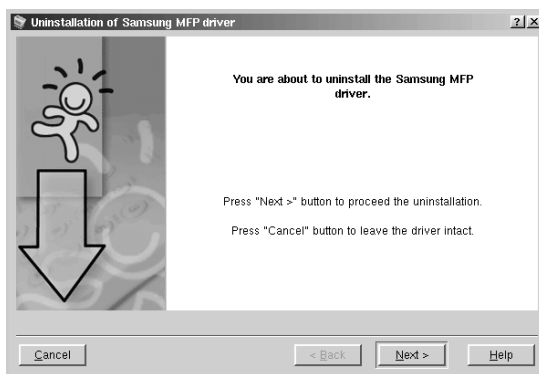 Uninstallation of Samsung MFP driver
You are about to uninstall the Samsung MFP
driver.
Press "Next >" button to proceed the uninstallation.
Press "Cancel" button to leave the driver intact.
Cancel
< Back
Next >
Help